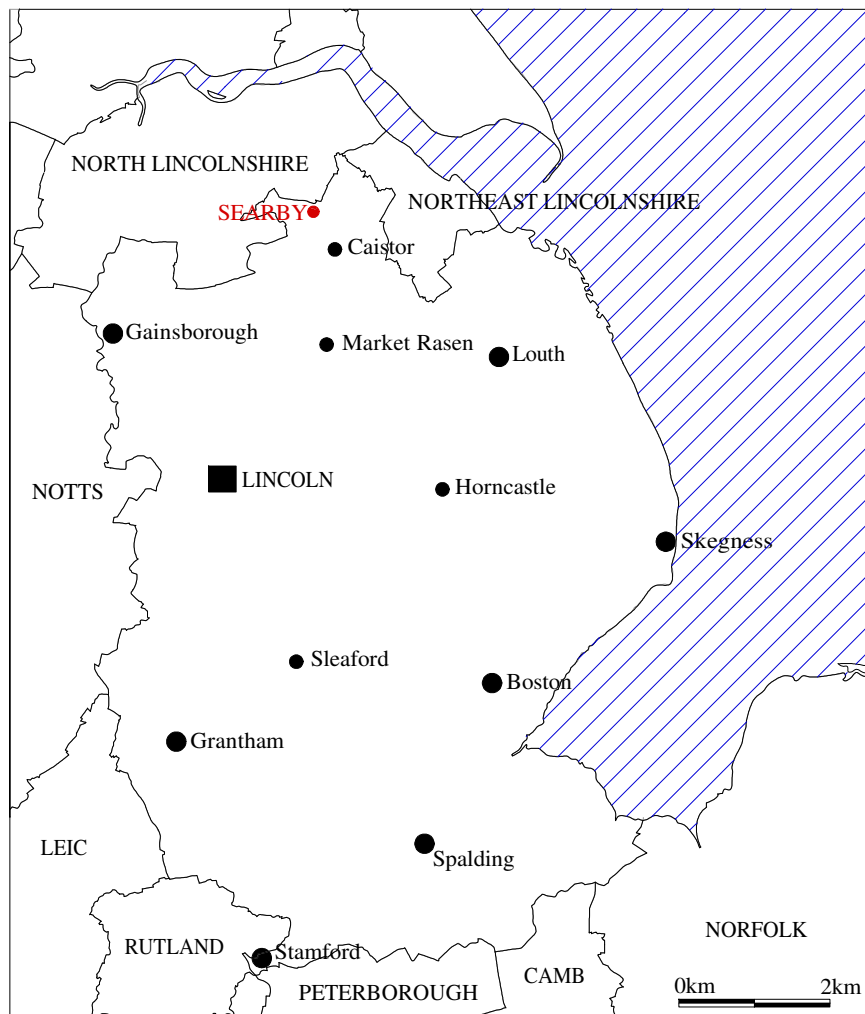 NORTH LINCOLNSHIRE
NORTHEAST LINCOLNSHIRE
SEARBY
Caistor
Gainsborough
Market Rasen
Louth
NOTTS
LINCOLN
Horncastle
Skegness
Sleaford
Boston
Grantham
LEIC
Spalding
RUTLAND
Stamford
NORFOLK
CAMB
PETERBOROUGH
0km
2km